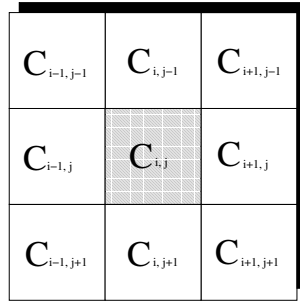 C i-1, j-1 C i, j-1 C i+1, j-1
C i-1, j C i, j C i+1, j
C i-1, j+1 C i, j+1 C i+1, j+1